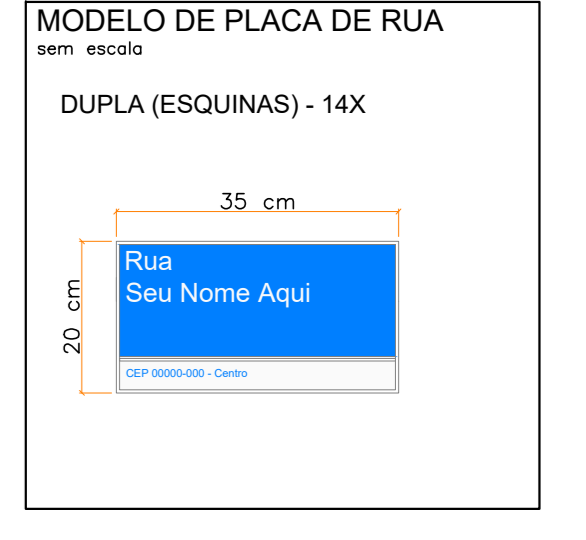 MODELO DE PLACA DE RUA
sem escala
DUPLA (ESQUINAS) - 14X
35 cm
20 cm
Rua
Seu Nome Aqui
CEP 00000-000 - Centro